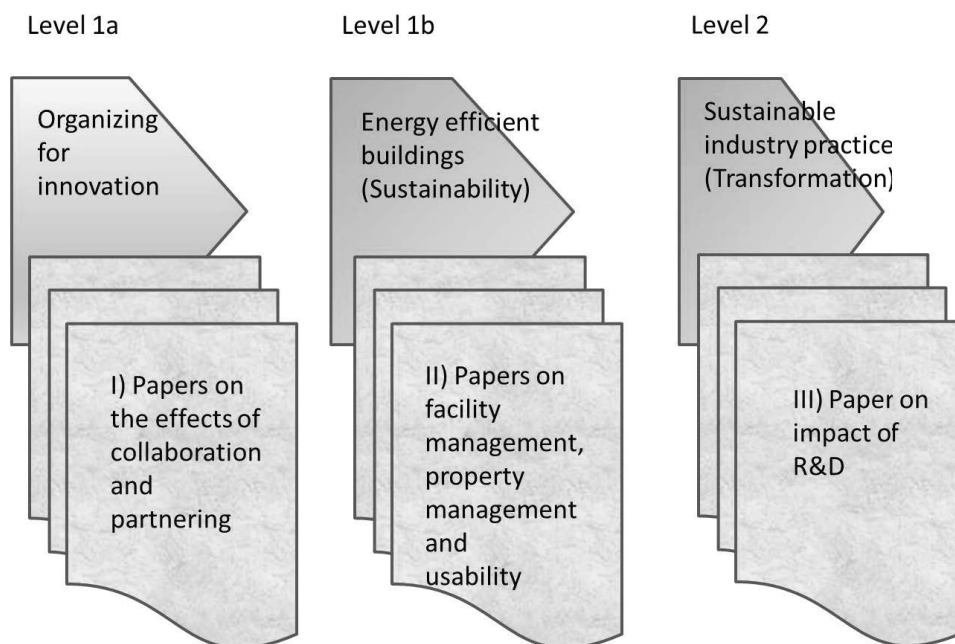 Level 1a
Level 1b
Level 2
Organizing
for
innovation
Energy efficient
buildings
(Sustainability)
Sustainable
industry practice
(Transformation)
I) Papers on
the effects of
collaboration
and
partnering
II) Papers on
facility
management,
property
management
and
usability
III) Paper on
impact of
R&D